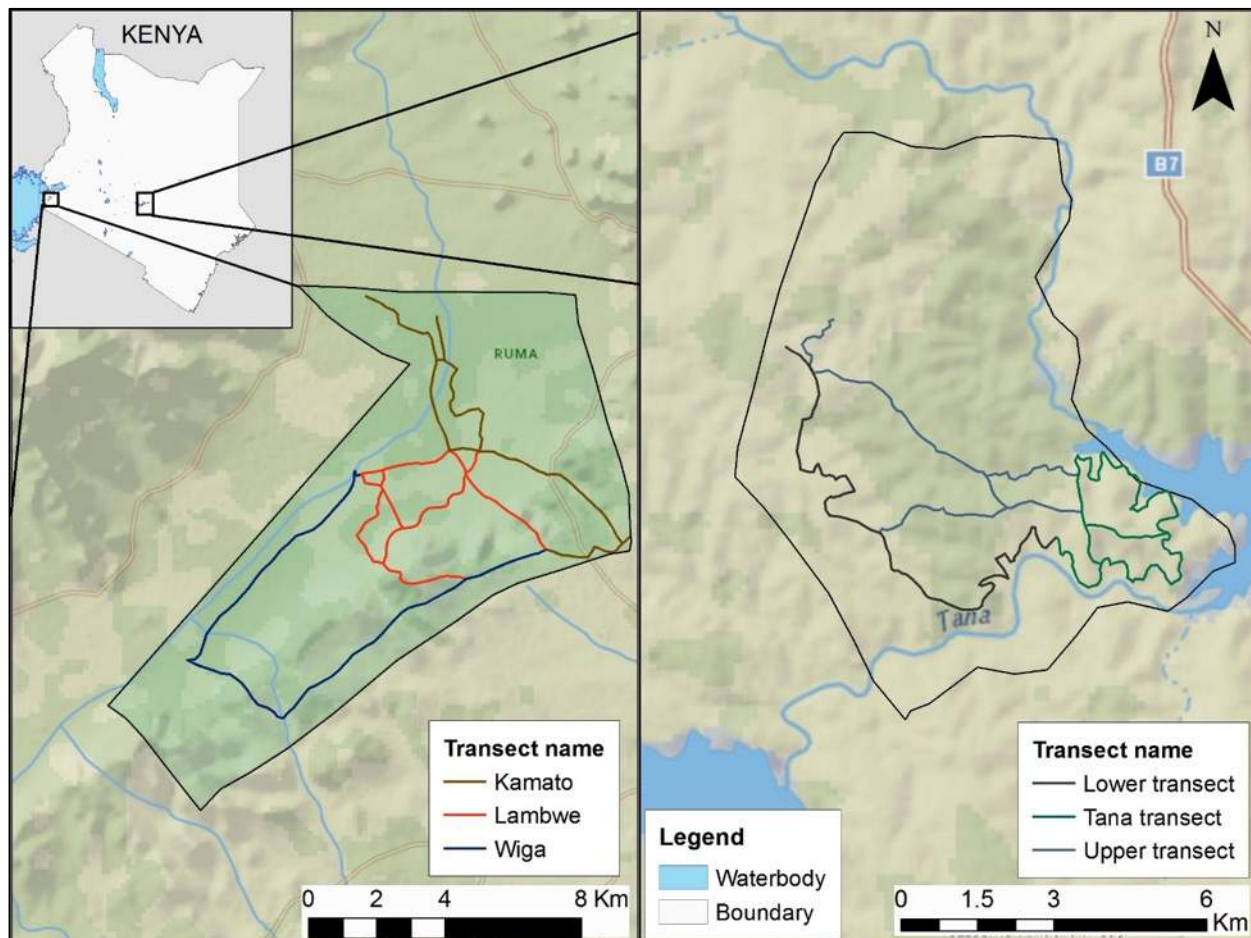 KENYA
N
B7
RUMA
Tana
Transect name
Kamato
Lambwe
Wiga
0 2 4 8 Km
Legend
Waterbody
Boundary
Transect name
Lower transect
Tana transect
Upper transect
0 1.5 3 6
Km